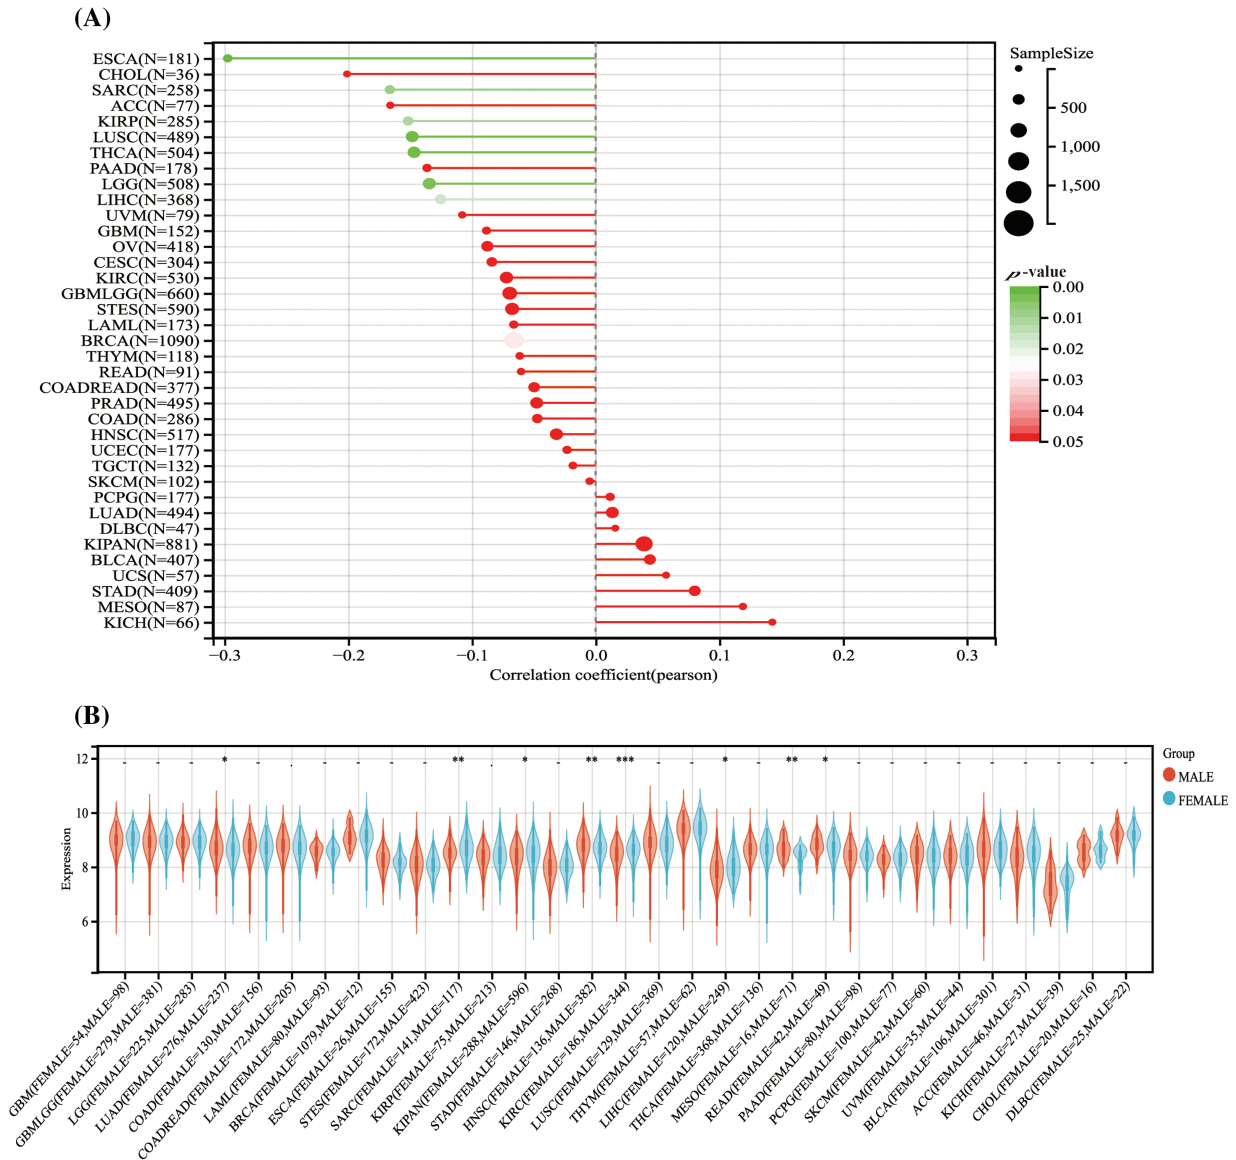 (A)
ESCA(N=181)
CHOL(N=36)
SARC(N=258)
ACC(N=77)
KIRP(N=285)
LUSC(N=489)
THCA(N=504)
PAAD(N=178)
LGG(N=508)
LIHC(N=368)
UVM(N=79)
GBM(N=152)
OV(N=418)
CESC(N=304)
KIRC(N=530)
GBMLGG(N=660)
STES(N=590)
LAML(N=173)
BRCA(N=1090)
THYM(N=118)
READ(N=91)
COADREAD(N=377)
PRAD(N=495)
COAD(N=286)
HNSC(N=517)
UCEC(N=177)
TGCT(N=132)
SKCM(N=102)
PCPG(N=177)
LUAD(N=494)
DLBC(N=47)
KIPAN(N=881)
BLCA(N=407)
UCS(N=57)
STAD(N=409)
MESO(N=87)
KICH(N=66)
−0.3 −0.2 −0.1 0.0 0.1 0.2 0.3
Correlation coefficient(pearson)
SampleSize
500
1,000
1,500
p-value
0.00
0.01
0.02
0.03
0.04
0.05
(B)
12
10
8
6
Expression
- - - * - . - - - - ** . * - ** *** - - * - ** * - - - - - - - - -
Group
MALE
FEMALE
GBM(FEMALE=54,MALE=98)
GBMLGG(FEMALE=279,MALE=381)
LGG(FEMALE=225,MALE=283)
LUAD(FEMALE=276,MALE=237)
COAD(FEMALE=130,MALE=156)
COADREAD(FEMALE=172,MALE=205)
LAML(FEMALE=80,MALE=93)
BRCA(FEMALE=1079,MALE=12)
ESCA(FEMALE=26,MALE=155)
STES(FEMALE=172,MALE=423)
SARC(FEMALE=141,MALE=117)
KIRP(FEMALE=75,MALE=213)
KIPAN(FEMALE=288,MALE=596)
STAD(FEMALE=146,MALE=268)
HNSC(FEMALE=136,MALE=382)
KIRC(FEMALE=186,MALE=344)
LUSC(FEMALE=129,MALE=369)
THYM(FEMALE=57,MALE=62)
LIHC(FEMALE=120,MALE=249)
THCA(FEMALE=368,MALE=136)
MESO(FEMALE=16,MALE=71)
READ(FEMALE=42,MALE=49)
PAAD(FEMALE=80,MALE=98)
PCPG(FEMALE=100,MALE=77)
SKCM(FEMALE=42,MALE=60)
UVM(FEMALE=35,MALE=44)
BLCA(FEMALE=106,MALE=301)
ACC(FEMALE=46,MALE=31)
KICH(FEMALE=27,MALE=39)
CHOL(FEMALE=20,MALE=16)
DLBC(FEMALE=25,MALE=22)